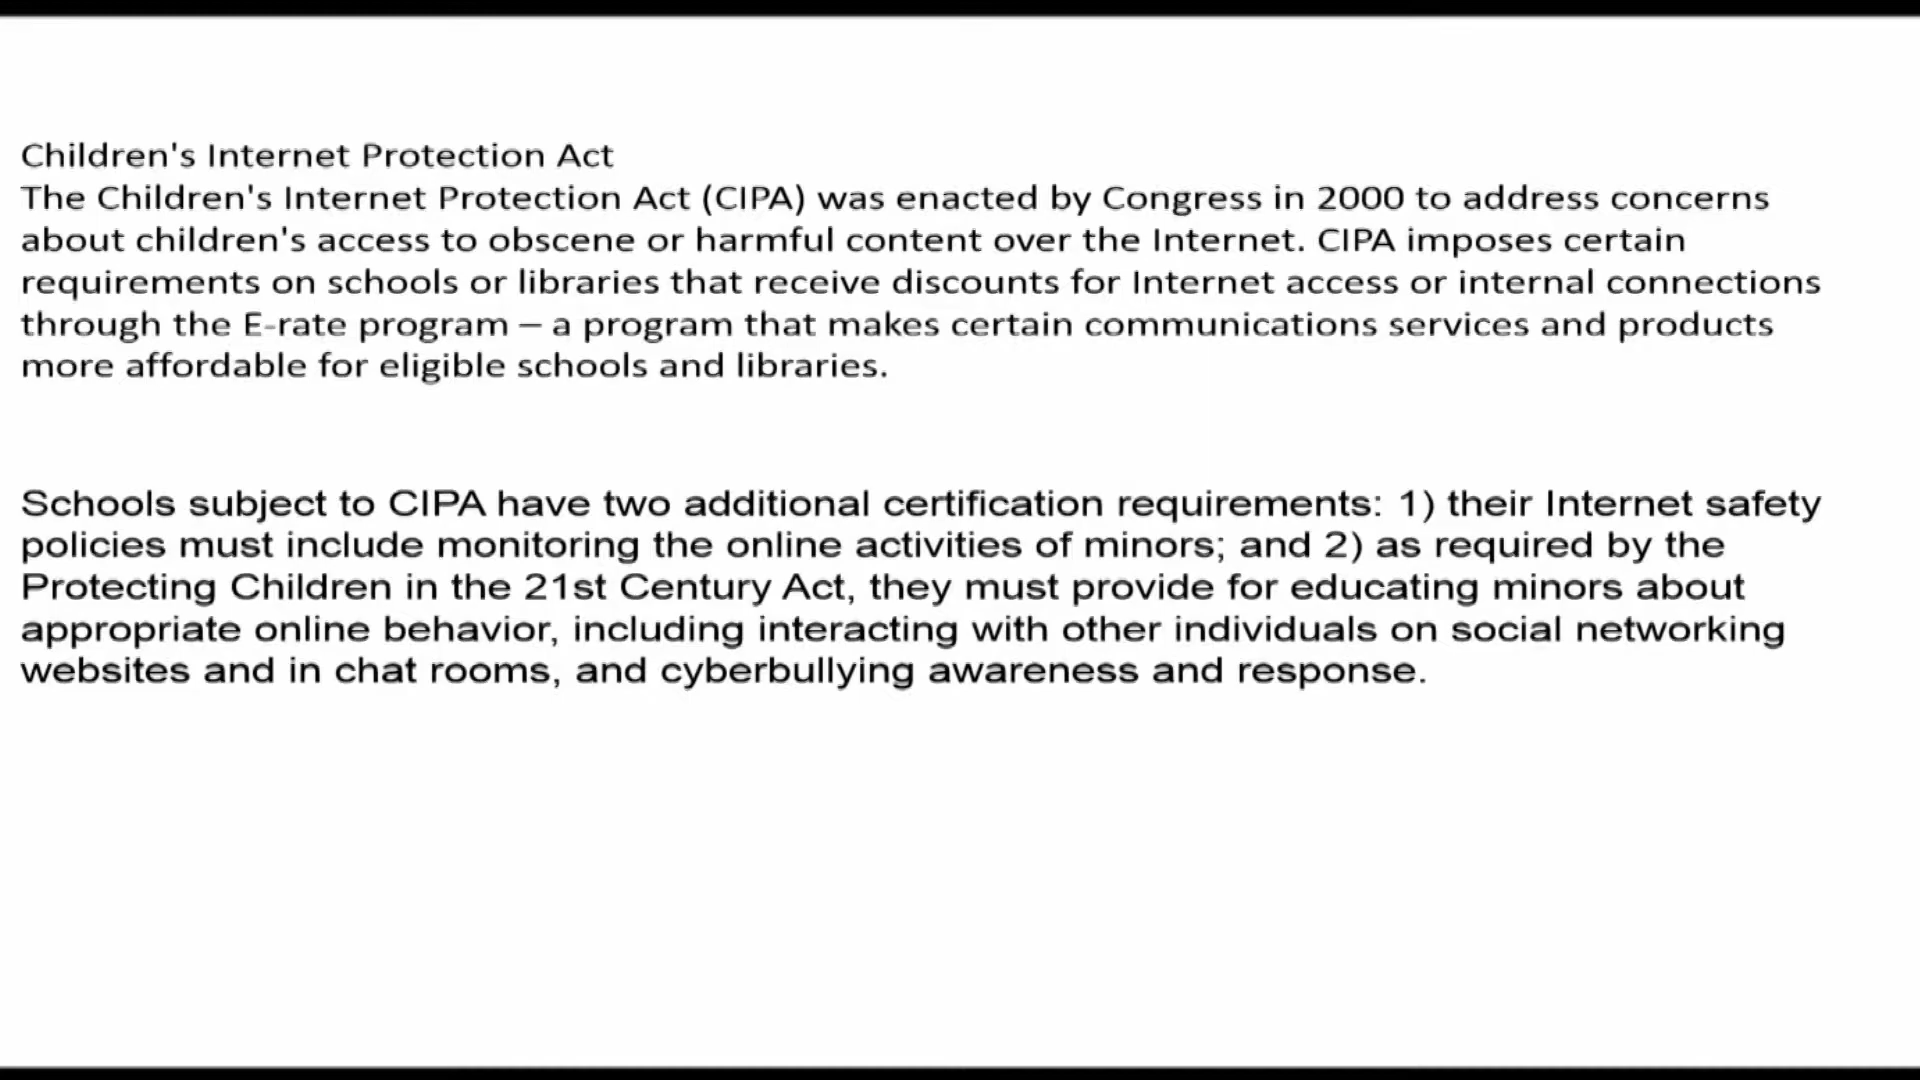 Children's Internet Protection Act
The Children's Internet Protection Act (CIPA) was enacted by Congress in 2000 to address concerns
about children's access to obscene or harmful content over the Internet. CIPA imposes certain
requirements on schools or libraries that receive discounts for Internet access or internal connections
through the E-rate program – a program that makes certain communications services and products
more affordable for eligible schools and libraries.
Schools subject to CIPA have two additional certification requirements: 1) their Internet safety
policies must include monitoring the online activities of minors; and 2) as required by the
Protecting Children in the 21st Century Act, they must provide for educating minors about
appropriate online behavior, including interacting with other individuals on social networking
websites and in chat rooms, and cyberbullying awareness and response.